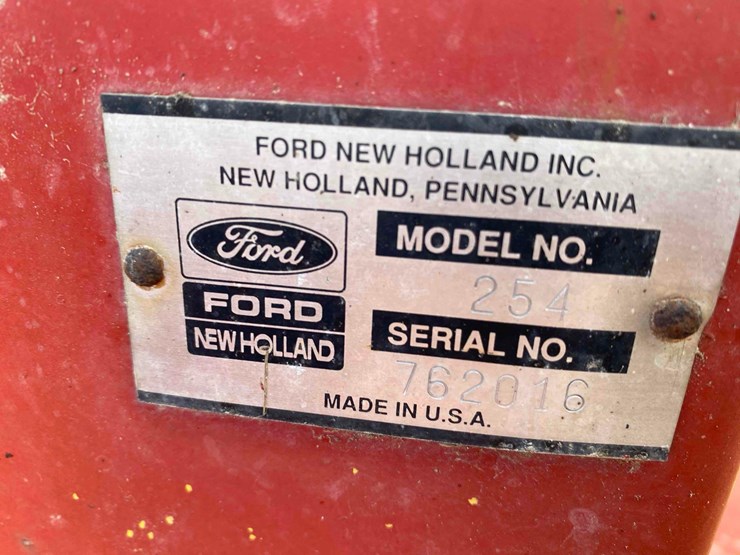 FORD NEW HOLLAND INC.
NEW HOLLAND, PENNSYLVANIA
Ford
FORD
NEW HOLLAND
MODEL NO.
254
SERIAL NO.
762016
MADE IN U.S.A.